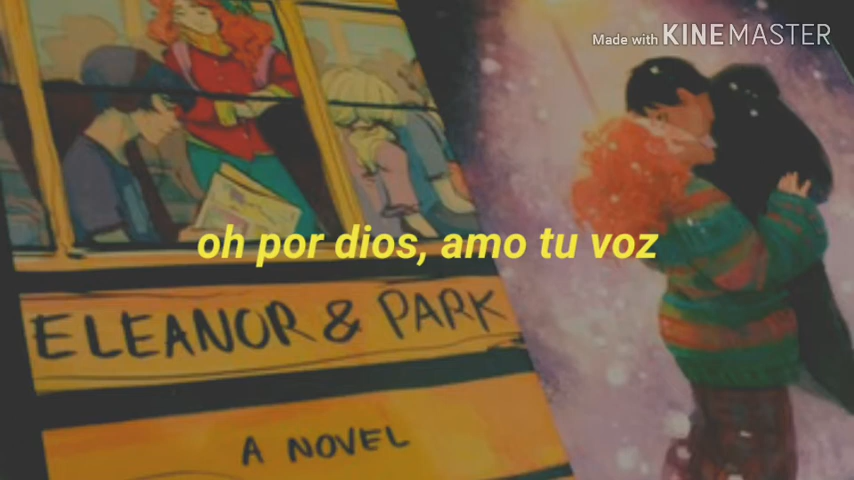 Made with KINEMASTER
oh por dios, amo tu voz
ELEANOR & PARK
A NOVEL